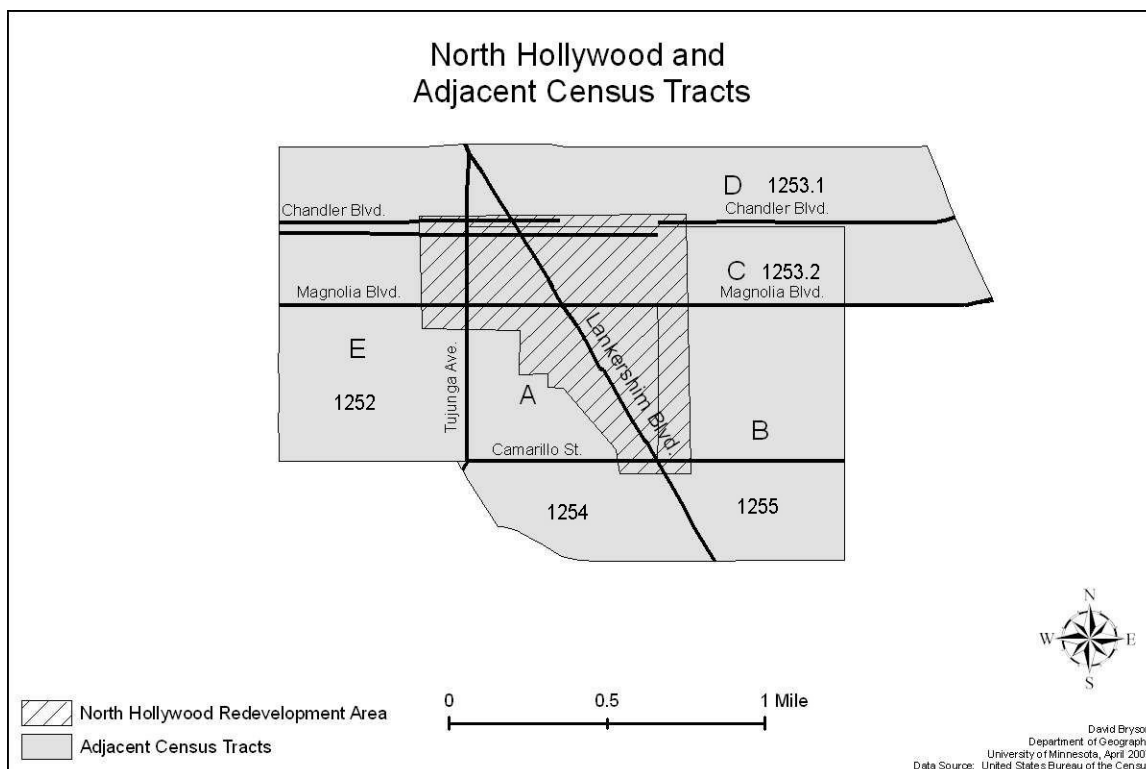 North Hollywood and
Adjacent Census Tracts
D 1253.1
Chandler Blvd.
Chandler Blvd.
C 1253.2
Magnolia Blvd.
Magnolia Blvd.
Lankershim Blvd.
E
Tujunga Ave.
A
1252
B
Camarillo St.
1254
1255
N
W
E
S
0
0.5
1 Mile
North Hollywood Redevelopment Area
Adjacent Census Tracts
David Bryso
Department of Geograph
University of Minnesota, April 200
Data Source: United States Bureau of the Censu